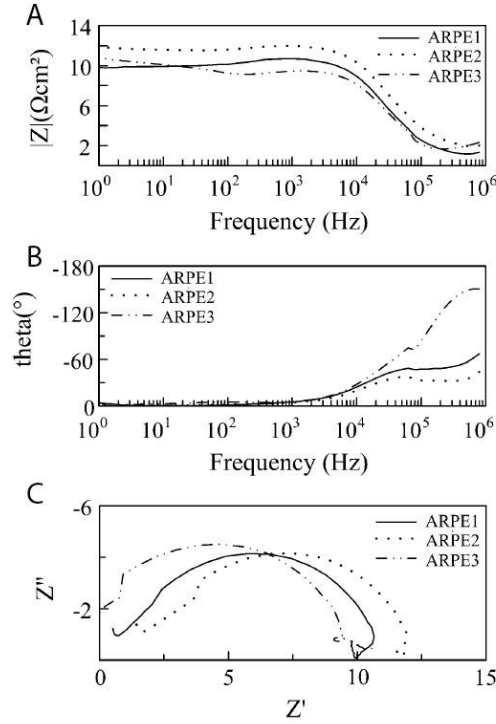 A
14
10
6
2
|Z|(Ωcm²)
ARPE1
ARPE2
ARPE3
10⁰ 10¹ 10² 10³ 10⁴ 10⁵ 10⁶
Frequency (Hz)
B
-180
-120
-60
0
theta(°)
ARPE1
ARPE2
ARPE3
10⁰ 10¹ 10² 10³ 10⁴ 10⁵ 10⁶
Frequency (Hz)
C
-6
-2
Z"
ARPE1
ARPE2
ARPE3
0 5 10 15
Z'